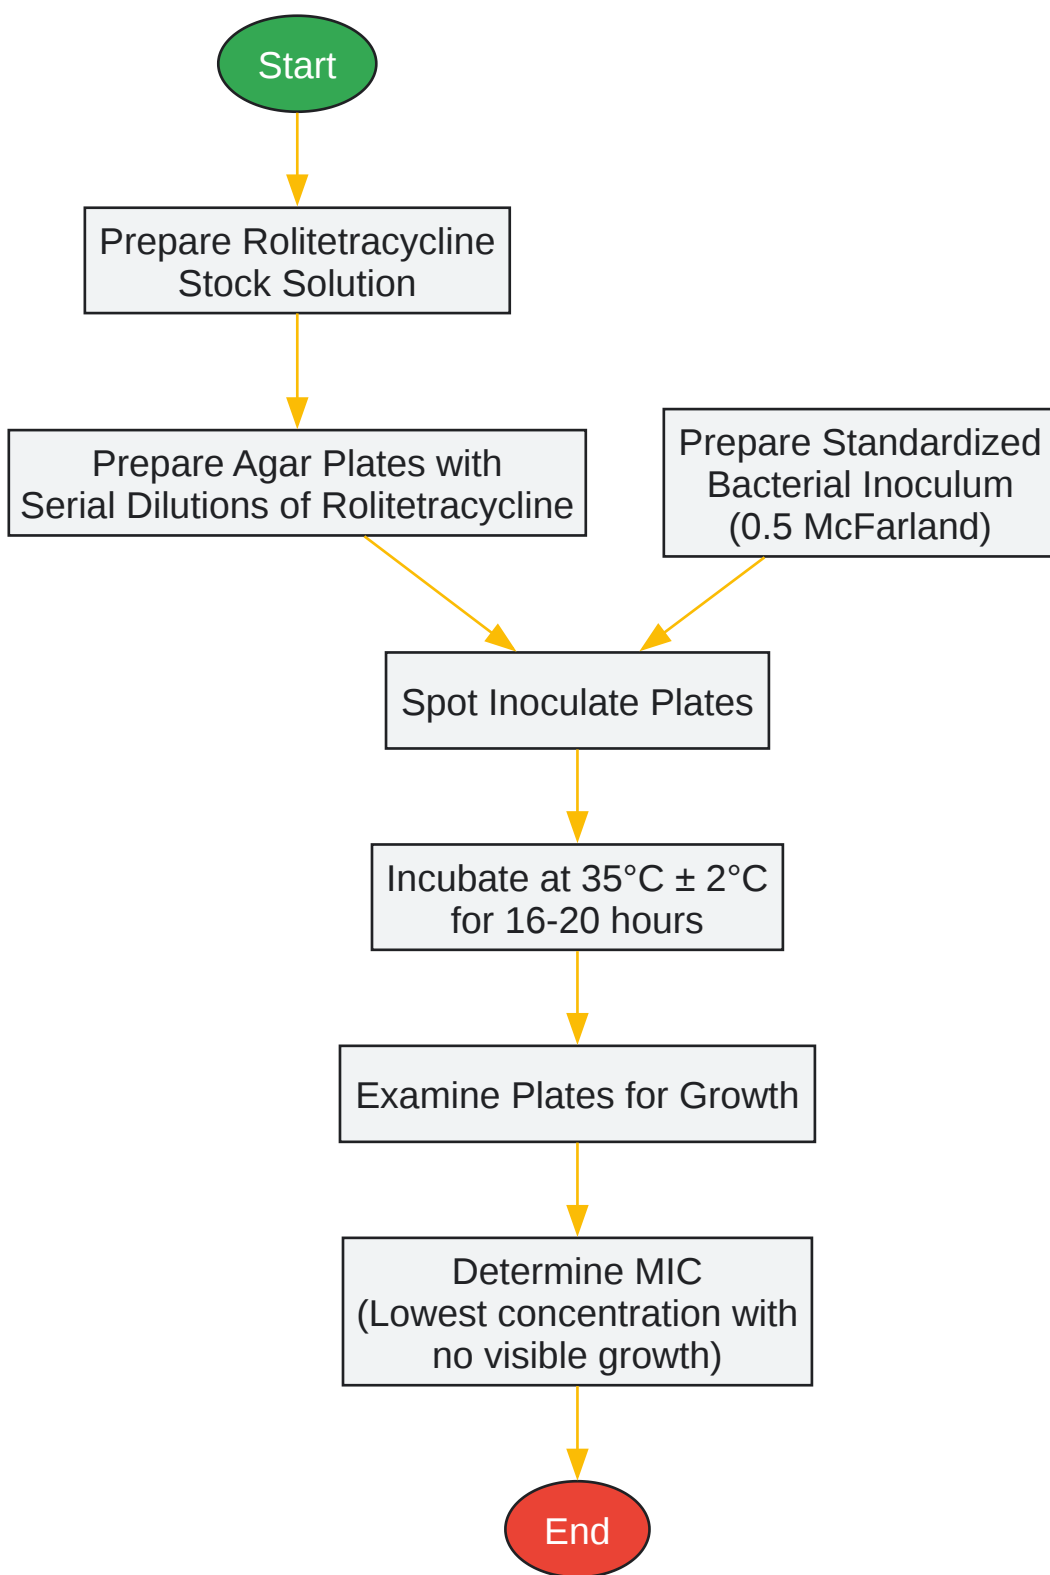 Start
Prepare Rolitetracycline
Stock Solution
Prepare Agar Plates with
Serial Dilutions of Rolitetracycline
Prepare Standardized
Bacterial Inoculum
(0.5 McFarland)
Spot Inoculate Plates
Incubate at 35°C ± 2°C
for 16-20 hours
Examine Plates for Growth
Determine MIC
(Lowest concentration with
no visible growth)
End